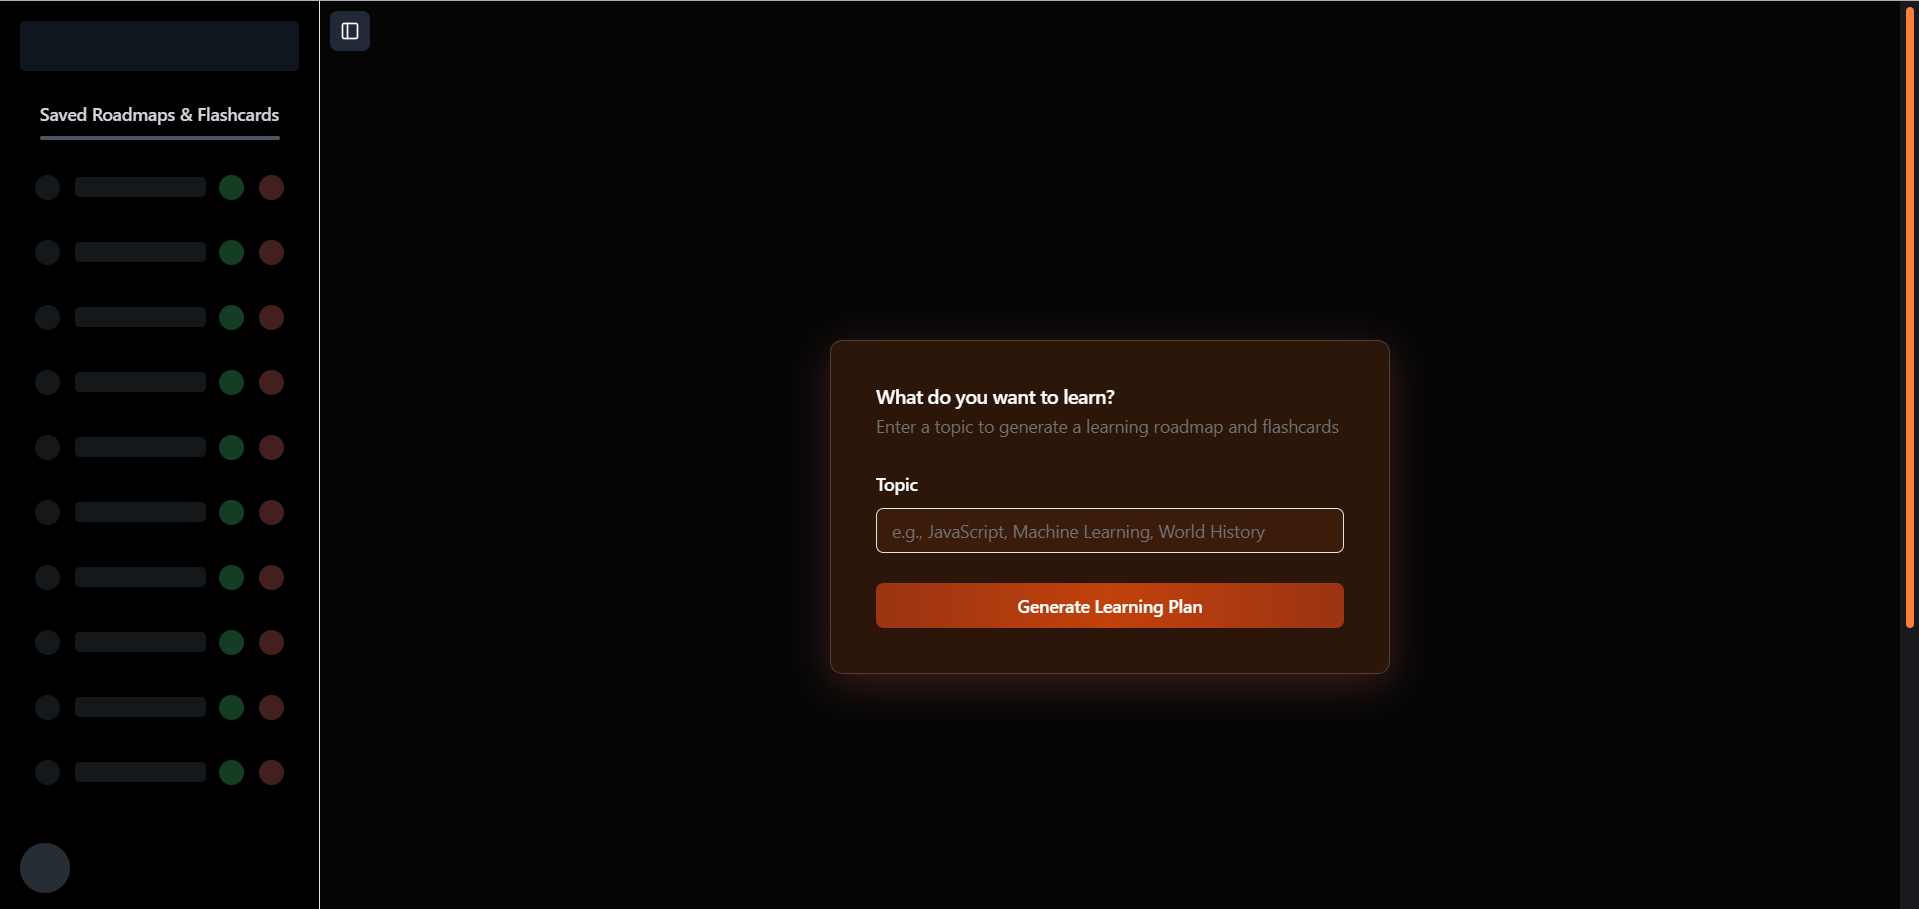 Saved Roadmaps & Flashcards
What do you want to learn?
Enter a topic to generate a learning roadmap and flashcards
Topic
e.g., JavaScript, Machine Learning, World History
Generate Learning Plan